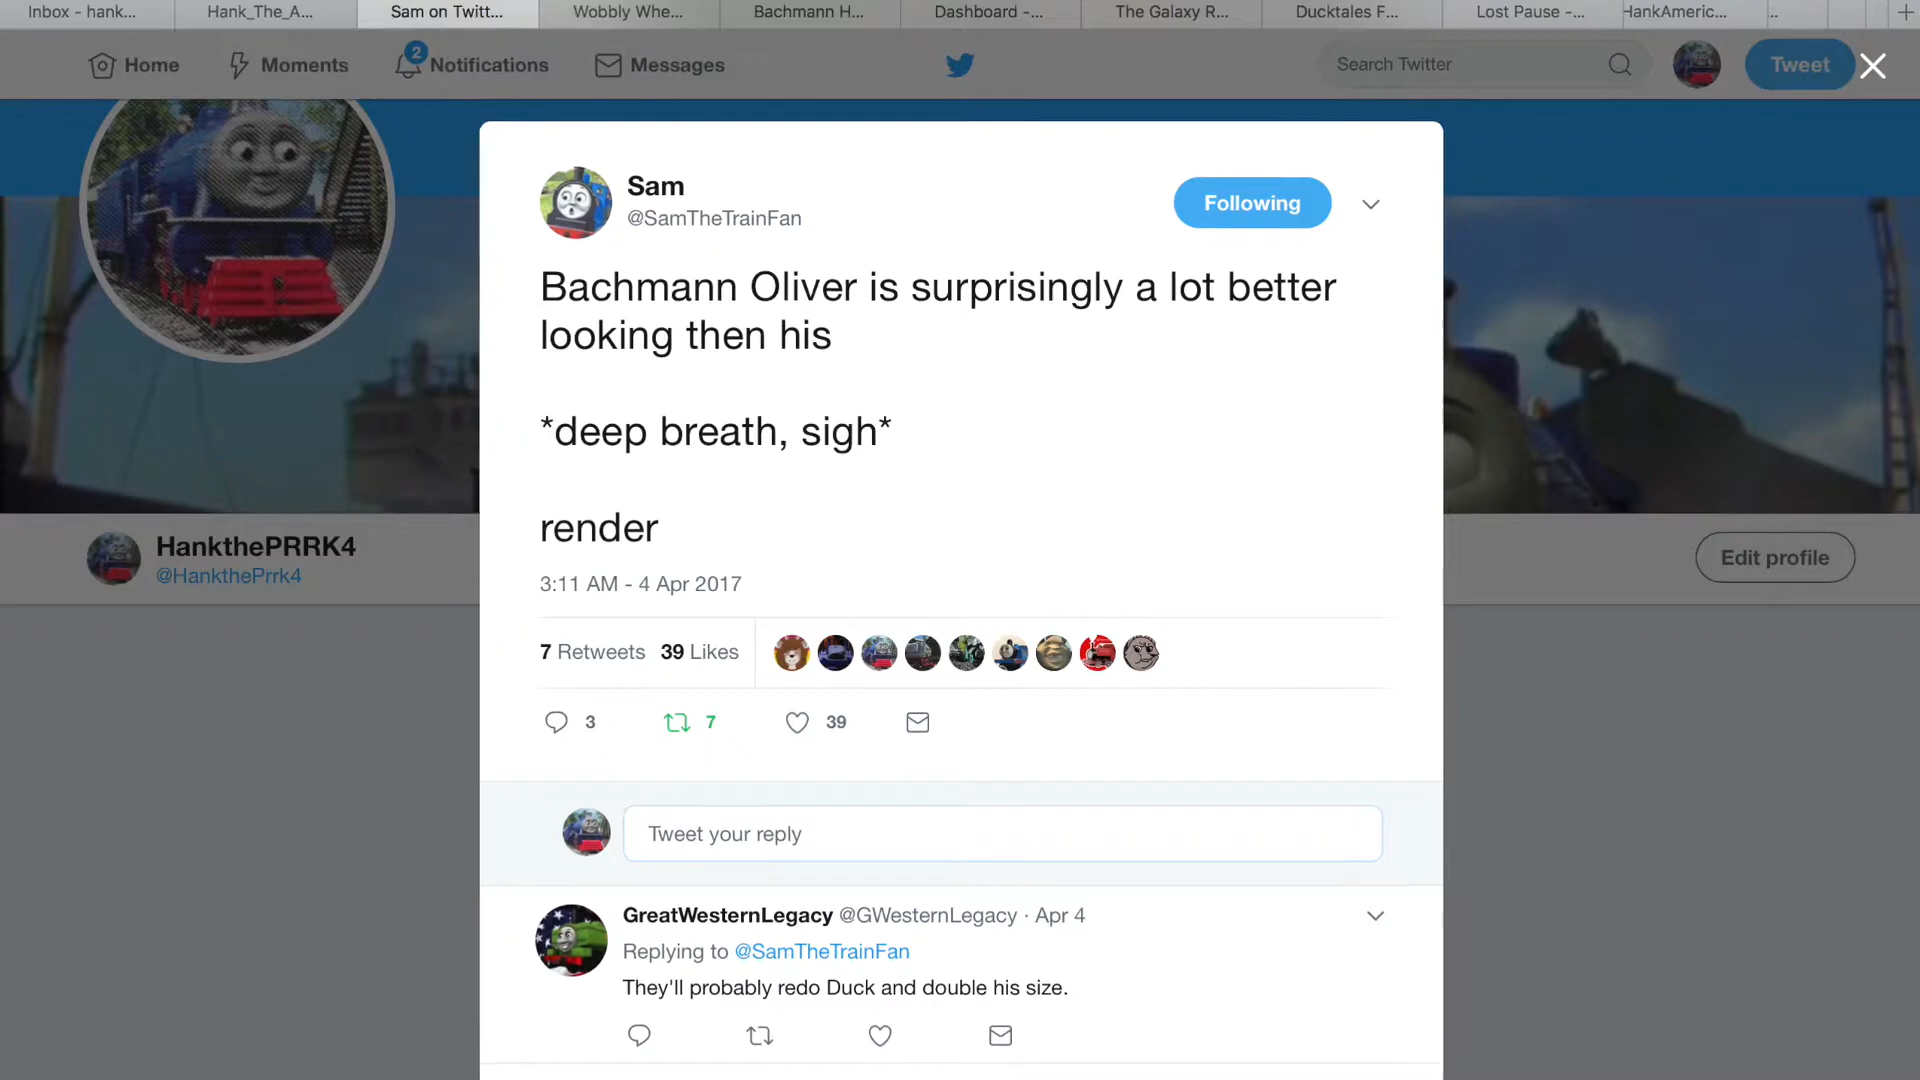 Inbox - hank...
Hank_The_A...
Sam on Twitt...
Wobbly Whe...
Bachmann H...
Dashboard -...
The Galaxy R...
Ducktales F...
Lost Pause -...
HankAmeric...
..
Home
Moments
2
Notifications
Messages
Search Twitter
Tweet
Sam
@SamTheTrainFan
Following
Bachmann Oliver is surprisingly a lot better
looking then his
*deep breath, sigh*
render
3:11 AM - 4 Apr 2017
7 Retweets 39 Likes
3 7 39
HankthePRRK4
@HankthePrrk4
Edit profile
Tweet your reply
GreatWesternLegacy @GWesternLegacy · Apr 4
Replying to @SamTheTrainFan
They'll probably redo Duck and double his size.